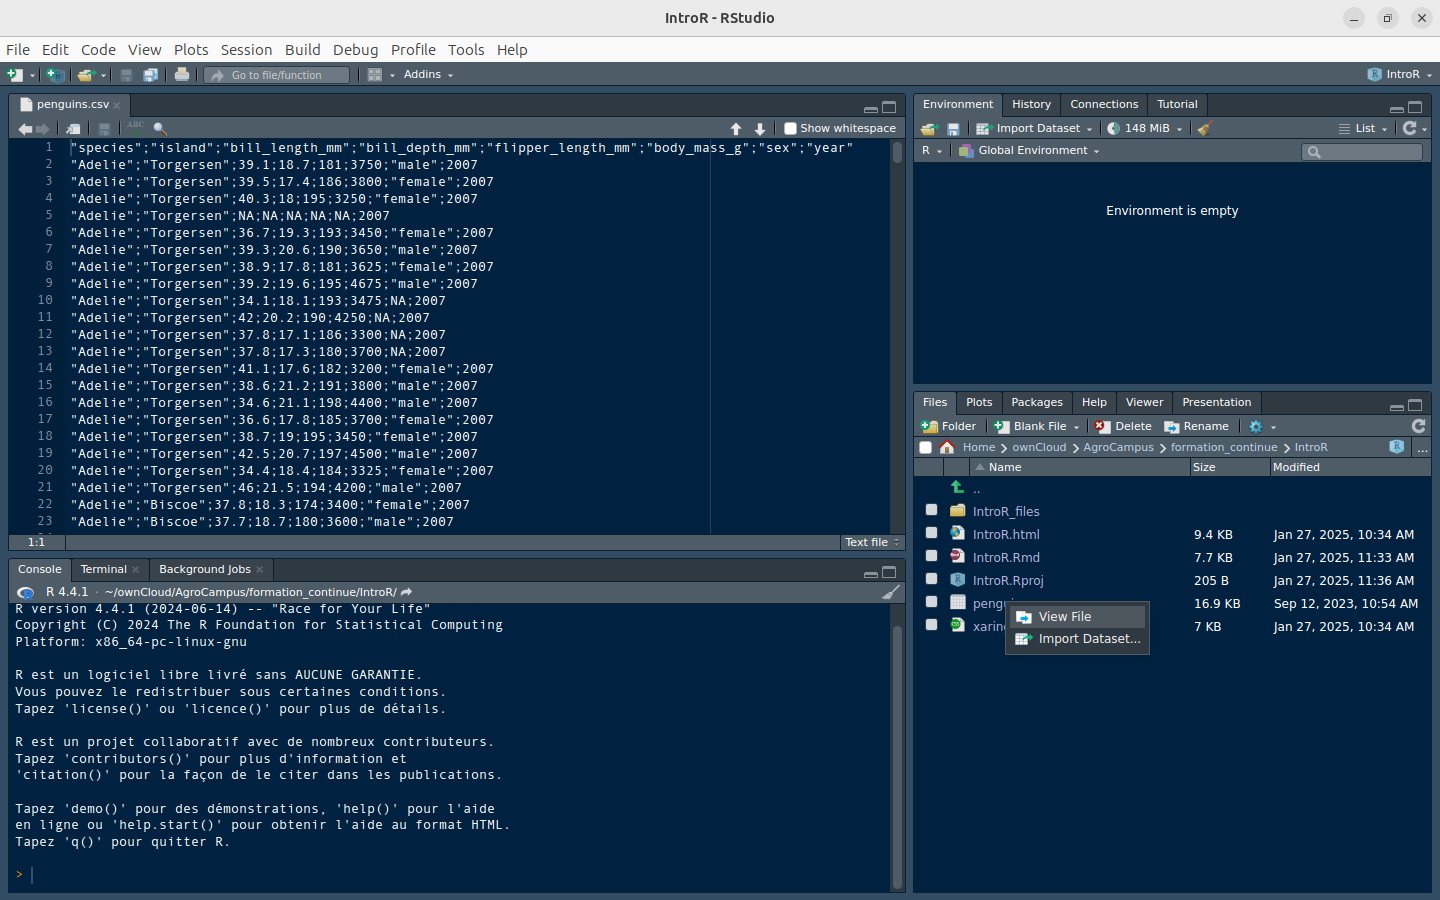 IntroR - RStudio
File Edit Code View Plots Session Build Debug Profile Tools Help
Go to file/function Addins IntroR
penguins.csv
ABC Show whitespace
1 "species";"island";"bill_length_mm";"bill_depth_mm";"flipper_length_mm";"body_mass_g";"sex";"year"
2 "Adelie";"Torgersen";39.1;18.7;181;3750;"male";2007
3 "Adelie";"Torgersen";39.5;17.4;186;3800;"female";2007
4 "Adelie";"Torgersen";40.3;18;195;3250;"female";2007
5 "Adelie";"Torgersen";NA;NA;NA;NA;NA;2007
6 "Adelie";"Torgersen";36.7;19.3;193;3450;"female";2007
7 "Adelie";"Torgersen";39.3;20.6;190;3650;"male";2007
8 "Adelie";"Torgersen";38.9;17.8;181;3625;"female";2007
9 "Adelie";"Torgersen";39.2;19.6;195;4675;"male";2007
10 "Adelie";"Torgersen";34.1;18.1;193;3475;NA;2007
11 "Adelie";"Torgersen";42;20.2;190;4250;NA;2007
12 "Adelie";"Torgersen";37.8;17.1;186;3300;NA;2007
13 "Adelie";"Torgersen";37.8;17.3;180;3700;NA;2007
14 "Adelie";"Torgersen";41.1;17.6;182;3200;"female";2007
15 "Adelie";"Torgersen";38.6;21.2;191;3800;"male";2007
16 "Adelie";"Torgersen";34.6;21.1;198;4400;"male";2007
17 "Adelie";"Torgersen";36.6;17.8;185;3700;"female";2007
18 "Adelie";"Torgersen";38.7;19;195;3450;"female";2007
19 "Adelie";"Torgersen";42.5;20.7;197;4500;"male";2007
20 "Adelie";"Torgersen";34.4;18.4;184;3325;"female";2007
21 "Adelie";"Torgersen";46;21.5;194;4200;"male";2007
22 "Adelie";"Biscoe";37.8;18.3;174;3400;"female";2007
23 "Adelie";"Biscoe";37.7;18.7;180;3600;"male";2007
1:1 Text file
Console Terminal Background Jobs
R 4.4.1 · ~/ownCloud/AgroCampus/formation_continue/IntroR/
R version 4.4.1 (2024-06-14) -- "Race for Your Life"
Copyright (C) 2024 The R Foundation for Statistical Computing
Platform: x86_64-pc-linux-gnu
R est un logiciel libre livré sans AUCUNE GARANTIE.
Vous pouvez le redistribuer sous certaines conditions.
Tapez 'license()' ou 'licence()' pour plus de détails.
R est un projet collaboratif avec de nombreux contributeurs.
Tapez 'contributors()' pour plus d'information et
'citation()' pour la façon de le citer dans les publications.
Tapez 'demo()' pour des démonstrations, 'help()' pour l'aide
en ligne ou 'help.start()' pour obtenir l'aide au format HTML.
Tapez 'q()' pour quitter R.
>
Environment History Connections Tutorial
Import Dataset 148 MiB List
R Global Environment
Environment is empty
Files Plots Packages Help Viewer Presentation
Folder Blank File Delete Rename
Home ownCloud AgroCampus formation_continue IntroR ...
Name Size Modified
..
IntroR_files
IntroR.html 9.4 KB Jan 27, 2025, 10:34 AM
IntroR.Rmd 7.7 KB Jan 27, 2025, 11:33 AM
IntroR.Rproj 205 B Jan 27, 2025, 11:36 AM
16.9 KB Sep 12, 2023, 10:54 AM
7 KB Jan 27, 2025, 10:34 AM
View File
Import Dataset...